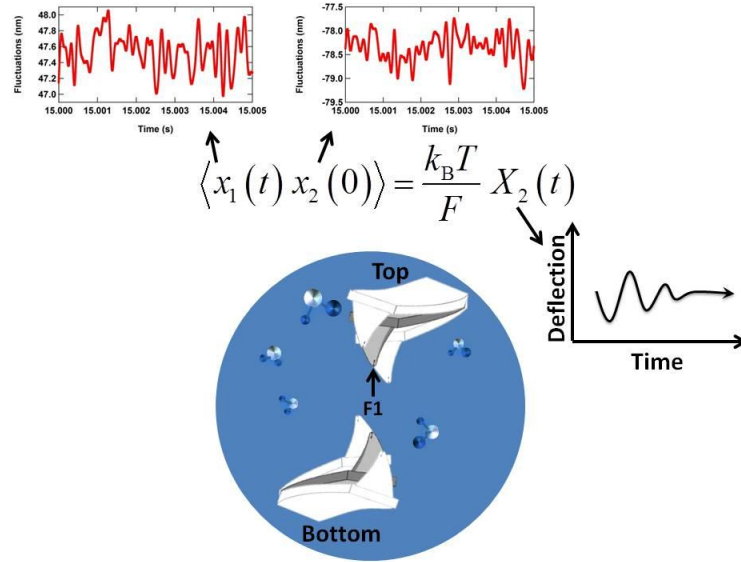 Fluctuations (nm)
48.0
47.8
47.6
47.4
47.2
47.0
15.000 15.001 15.002 15.003 15.004 15.005
Time (s)
Fluctuations (nm)
-77.5
-78.0
-78.5
-79.0
-79.5
15.000 15.001 15.002 15.003 15.004 15.005
Time (s)
⟨x₁(t) x₂(0)⟩ = k_B T / F X₂(t)
Deflection
Time
Top
F1
Bottom